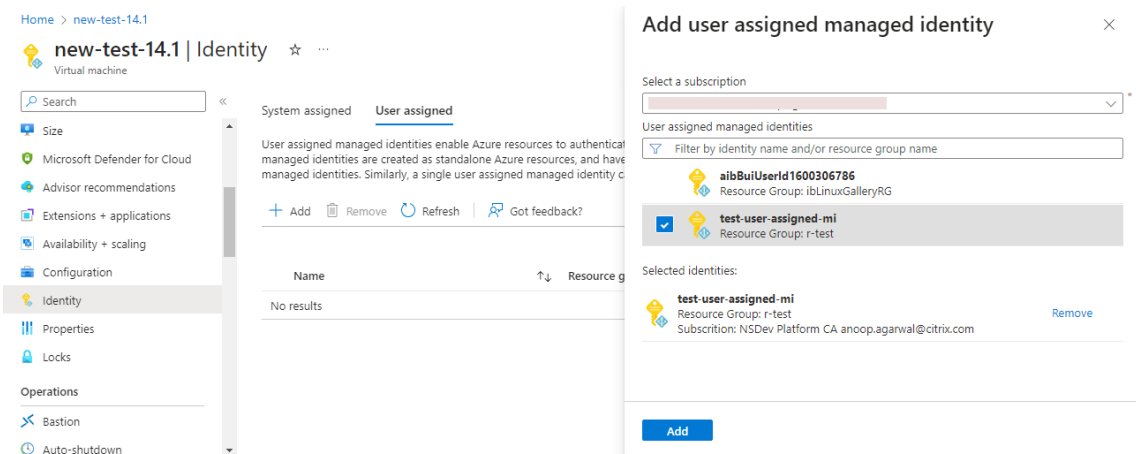 Home > new-test-14.1
new-test-14.1 | Identity
Virtual machine
Search
Size
Microsoft Defender for Cloud
Advisor recommendations
Extensions + applications
Availability + scaling
Configuration
Identity
Properties
Locks
Operations
Bastion
Auto-shutdown
System assigned User assigned
User assigned managed identities enable Azure resources to authenticat
managed identities are created as standalone Azure resources, and have
managed identities. Similarly, a single user assigned managed identity c
Add Remove Refresh Got feedback?
Name Resource g
No results
Add user assigned managed identity
Select a subscription
*
User assigned managed identities
Filter by identity name and/or resource group name
aibBuiUserId1600306786
Resource Group: ibLinuxGalleryRG
test-user-assigned-mi
Resource Group: r-test
Selected identities:
test-user-assigned-mi
Resource Group: r-test
Subscrition: NSDev Platform CA anoop.agarwal@citrix.com
Remove
Add